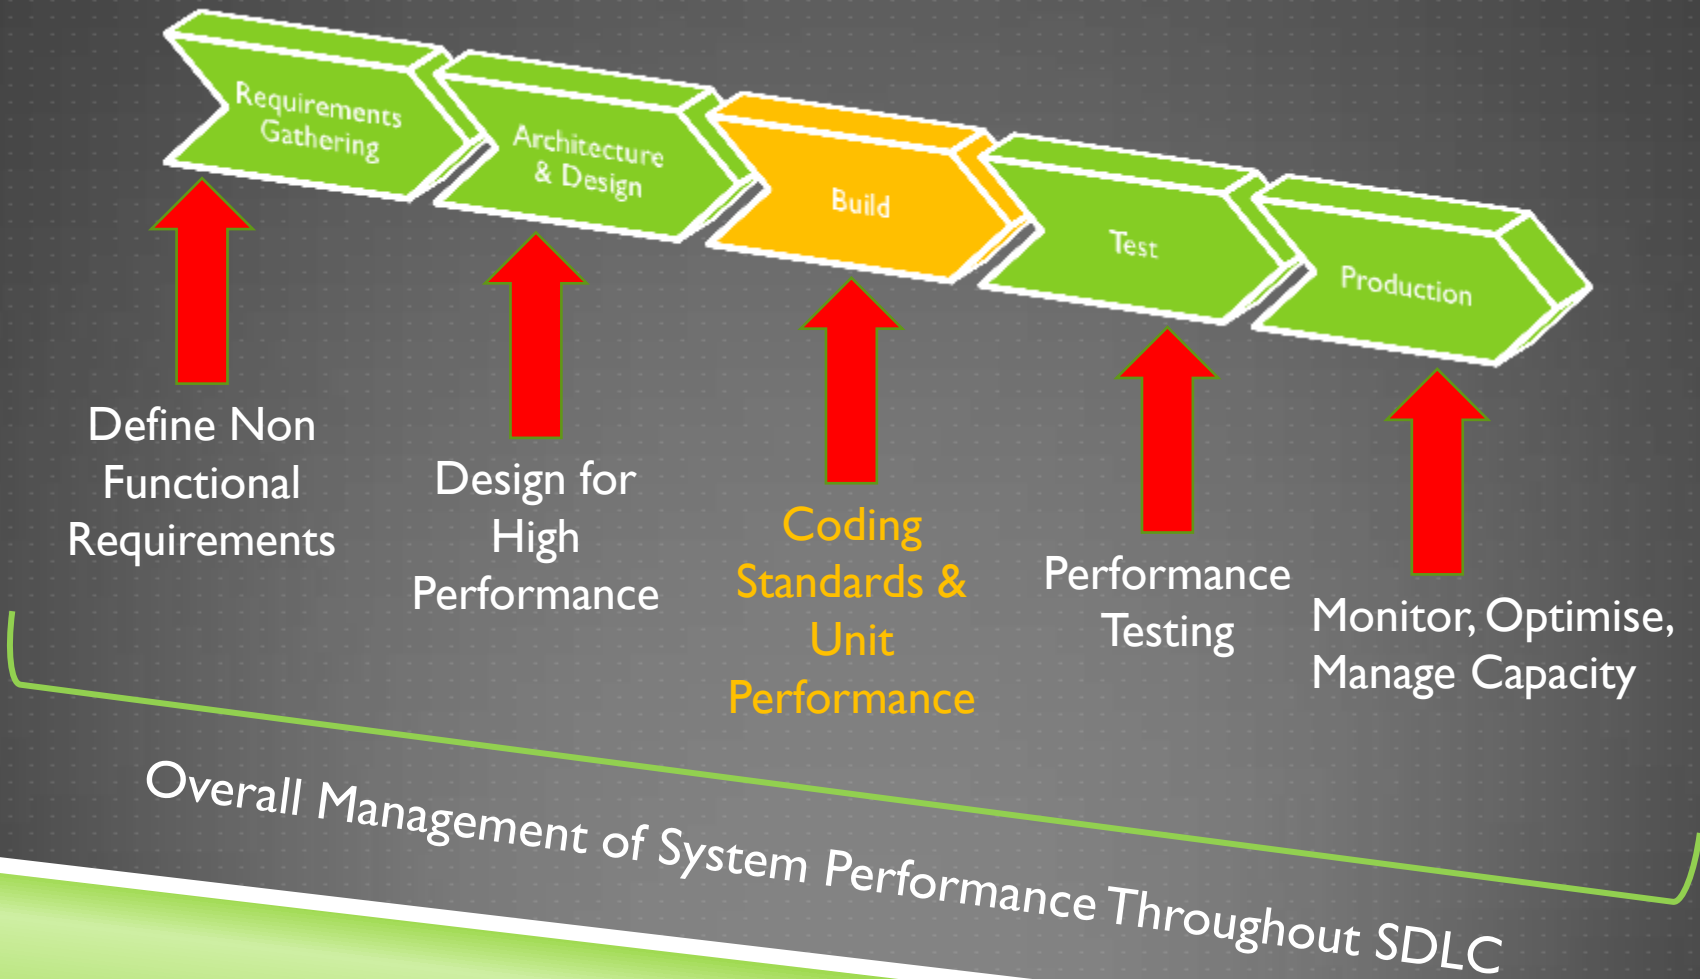 Requirements
Gathering
Architecture
& Design
Build
Test
Production
Define Non
Functional
Requirements
Design for
High
Performance
Coding
Standards &
Unit
Performance
Performance
Testing
Monitor, Optimise,
Manage Capacity
Overall Management of System Performance Throughout SDLC